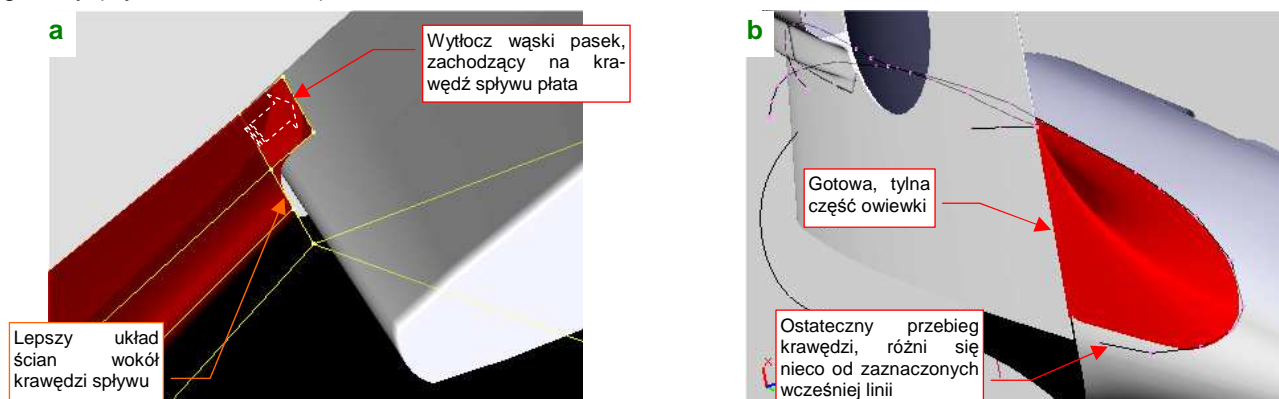 a
Wytłocz wąski pasek,
zachodzący na kra-
wędź spływu płata
Lepszy układ
ścian wokół
krawędzi spływu
b
Gotowa, tylna
część owiewki
Ostateczny przebieg
krawędzi, różni się
nieco od zaznaczonych
wcześniej linii
x